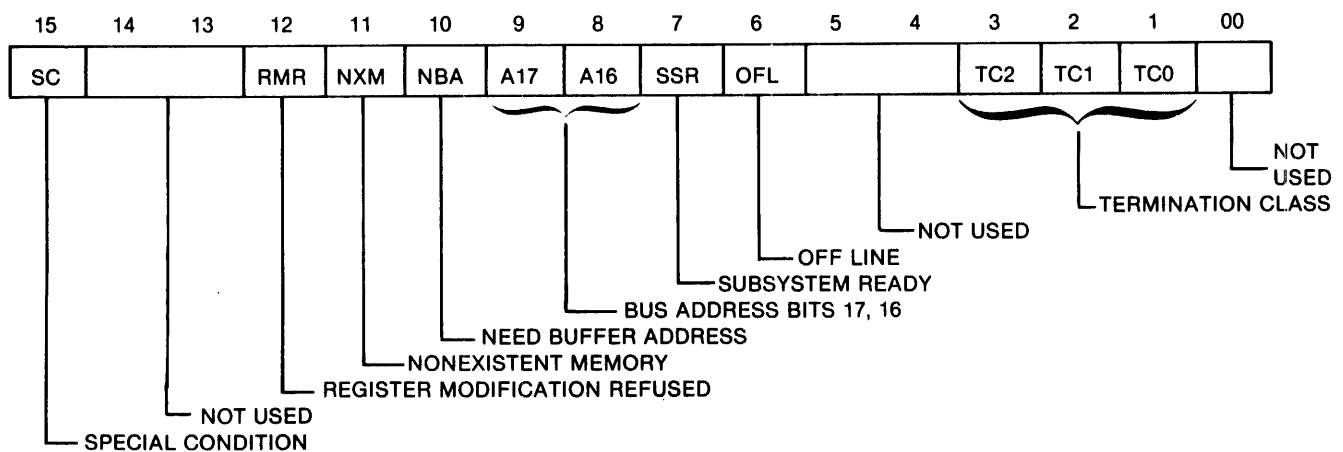 15 14 13 12 11 10 9 8 7 6 5 4 3 2 1 00
SC RMR NXM NBA A17 A16 SSR OFL TC2 TC1 TC0
NOT
USED
TERMINATION CLASS
NOT USED
OFF LINE
SUBSYSTEM READY
BUS ADDRESS BITS 17, 16
NEED BUFFER ADDRESS
NONEXISTENT MEMORY
REGISTER MODIFICATION REFUSED
NOT USED
SPECIAL CONDITION